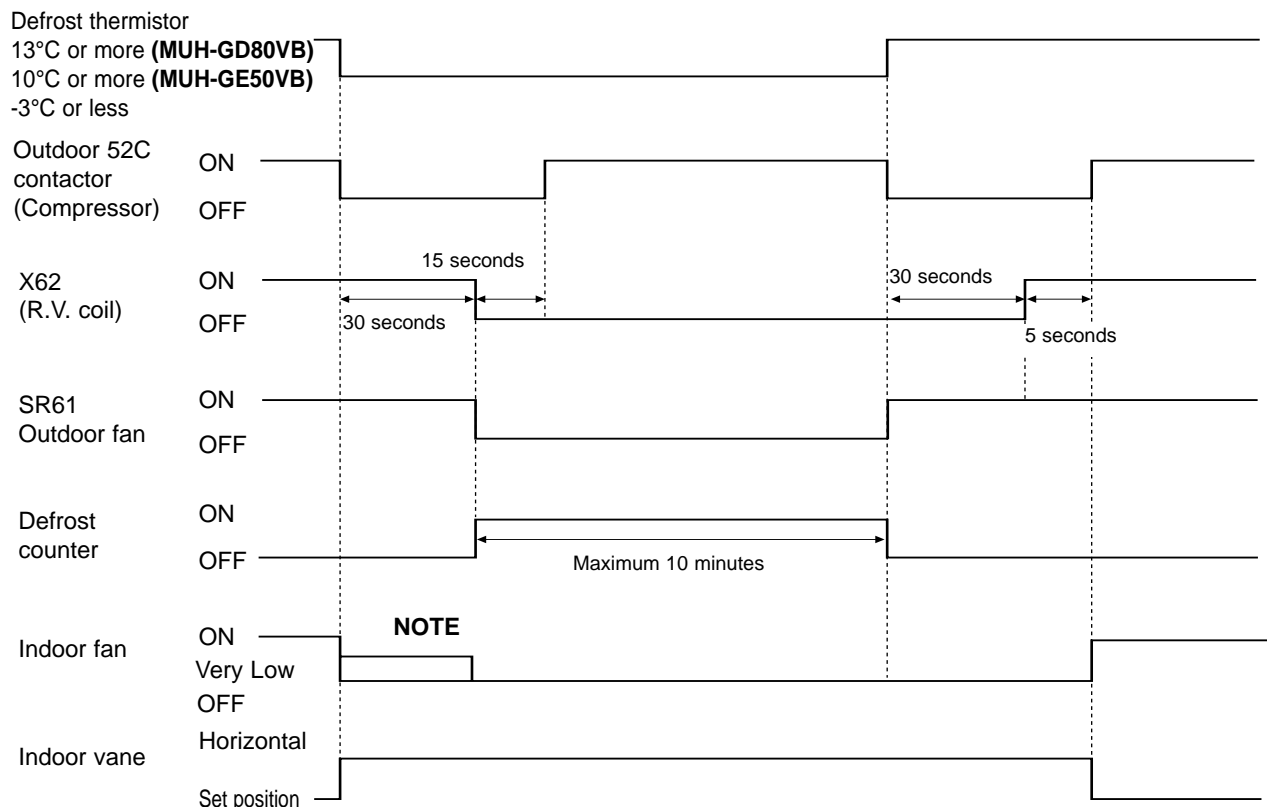 Defrost thermistor
13°C or more (MUH-GD80VB)
10°C or more (MUH-GE50VB)
-3°C or less
Outdoor 52C
contactor
(Compressor)
ON
OFF
X62
(R.V. coil)
ON
OFF
15 seconds
30 seconds
30 seconds
5 seconds
SR61
Outdoor fan
ON
OFF
Defrost
counter
ON
OFF
Maximum 10 minutes
Indoor fan
ON
Very Low
OFF
NOTE
Indoor vane
Horizontal
Set position